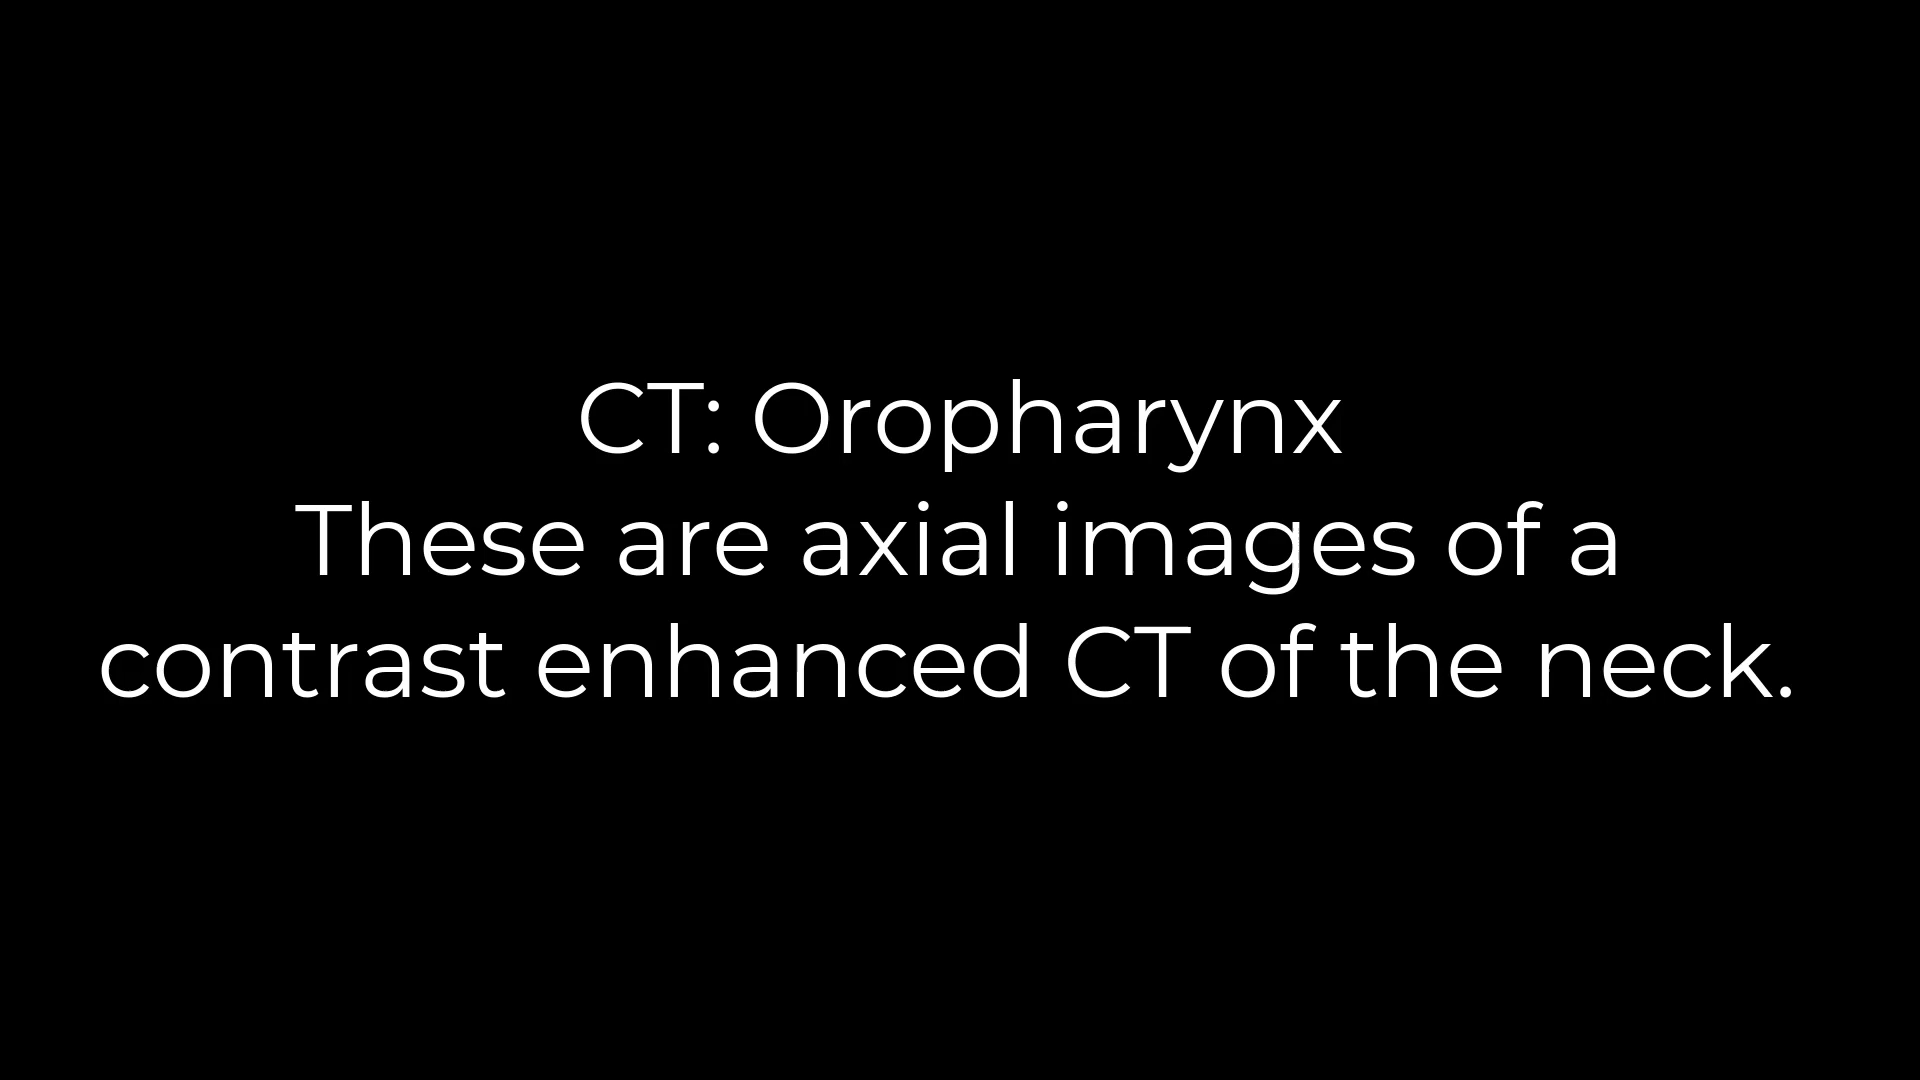 CT: Oropharynx
These are axial images of a
contrast enhanced CT of the neck.